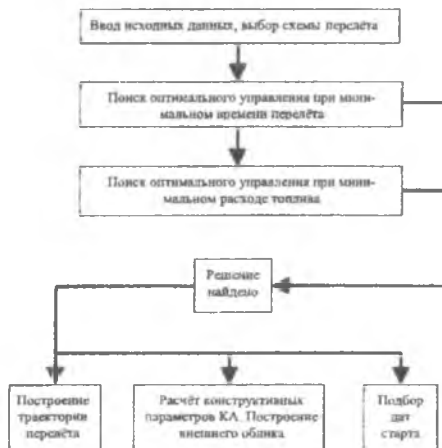 Ввод исходных данных, выбор схемы перелёта
Поиск оптимального управления при мини-
мальном времени перелёта
Поиск оптимального управления при мини-
мальном расходе топлива
Решение
найдено
Построение
траектории
перелёта
Расчёт конструктивных
параметров КА. Построение
внешнего облика
Подбор
дат
старта